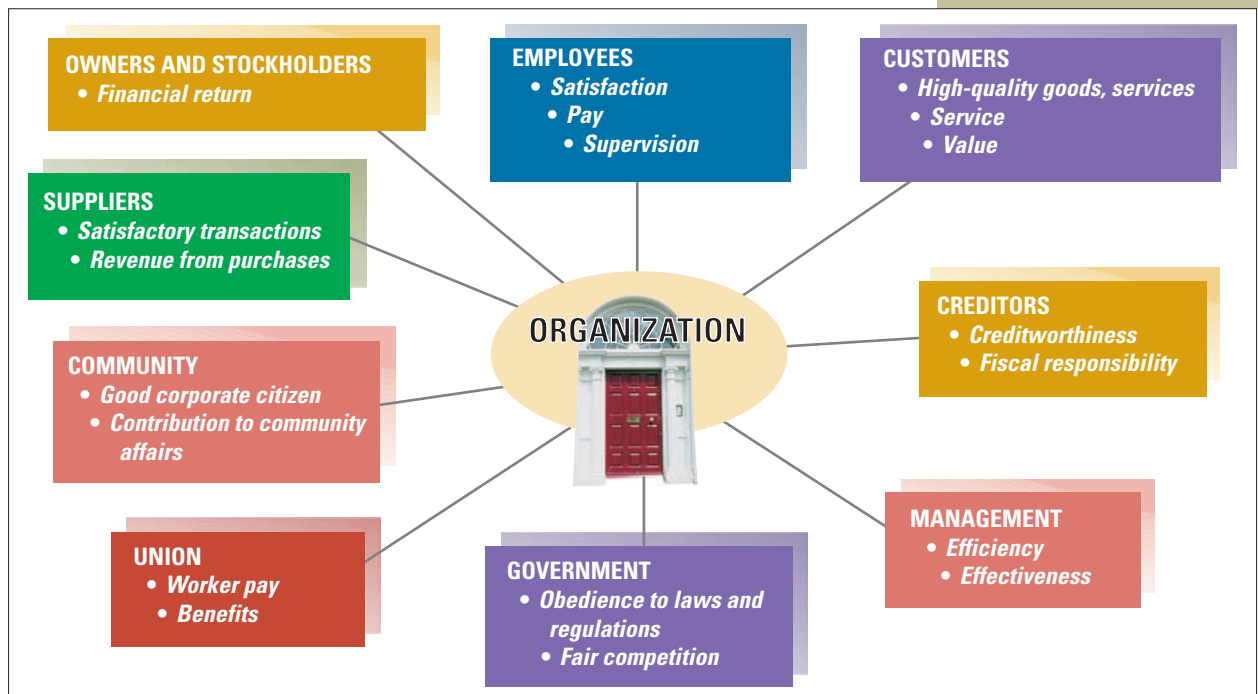 OWNERS AND STOCKHOLDERS
• Financial return
EMPLOYEES
• Satisfaction
• Pay
• Supervision
CUSTOMERS
• High-quality goods, services
• Service
• Value
SUPPLIERS
• Satisfactory transactions
• Revenue from purchases
ORGANIZATION
CREDITORS
• Creditworthiness
• Fiscal responsibility
COMMUNITY
• Good corporate citizen
• Contribution to community
affairs
MANAGEMENT
• Efficiency
• Effectiveness
UNION
• Worker pay
• Benefits
GOVERNMENT
• Obedience to laws and
regulations
• Fair competition